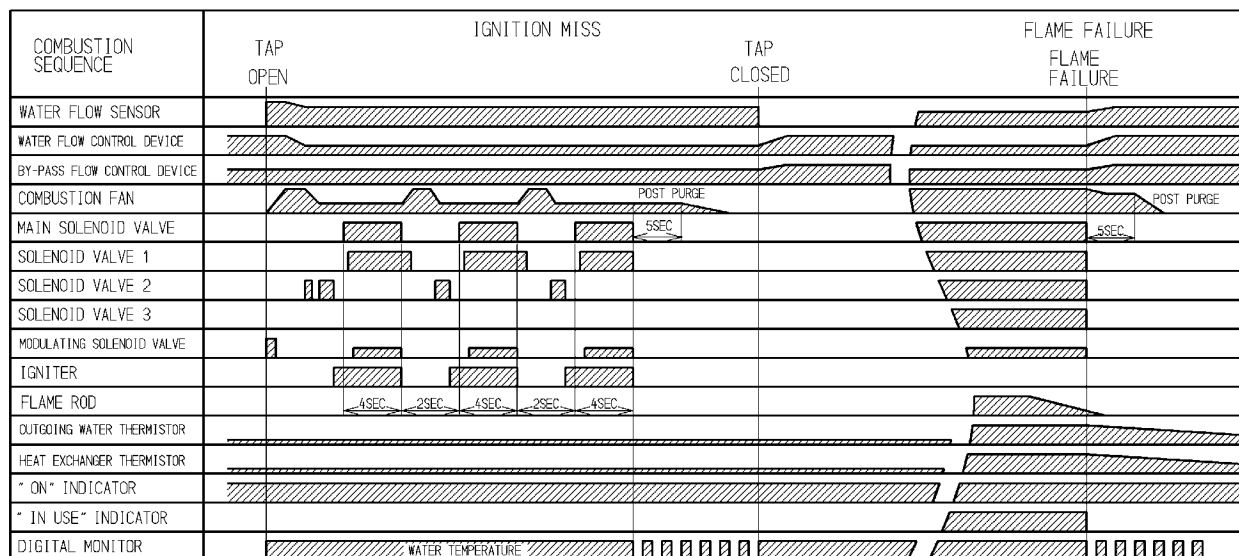 COMBUSTION
SEQUENCE
IGNITION MISS
TAP
OPEN
TAP
CLOSED
FLAME FAILURE
FLAME
FAILURE
WATER FLOW SENSOR
WATER FLOW CONTROL DEVICE
BY-PASS FLOW CONTROL DEVICE
COMBUSTION FAN
POST PURGE
POST PURGE
MAIN SOLENOID VALVE
5SEC
5SEC
SOLENOID VALVE 1
SOLENOID VALVE 2
SOLENOID VALVE 3
MODULATING SOLENOID VALVE
IGNITER
FLAME ROD
4SEC 2SEC 4SEC 2SEC 4SEC
OUTGOING WATER THERMISTOR
HEAT EXCHANGER THERMISTOR
" ON" INDICATOR
" IN USE" INDICATOR
DIGITAL MONITOR
WATER TEMPERATURE